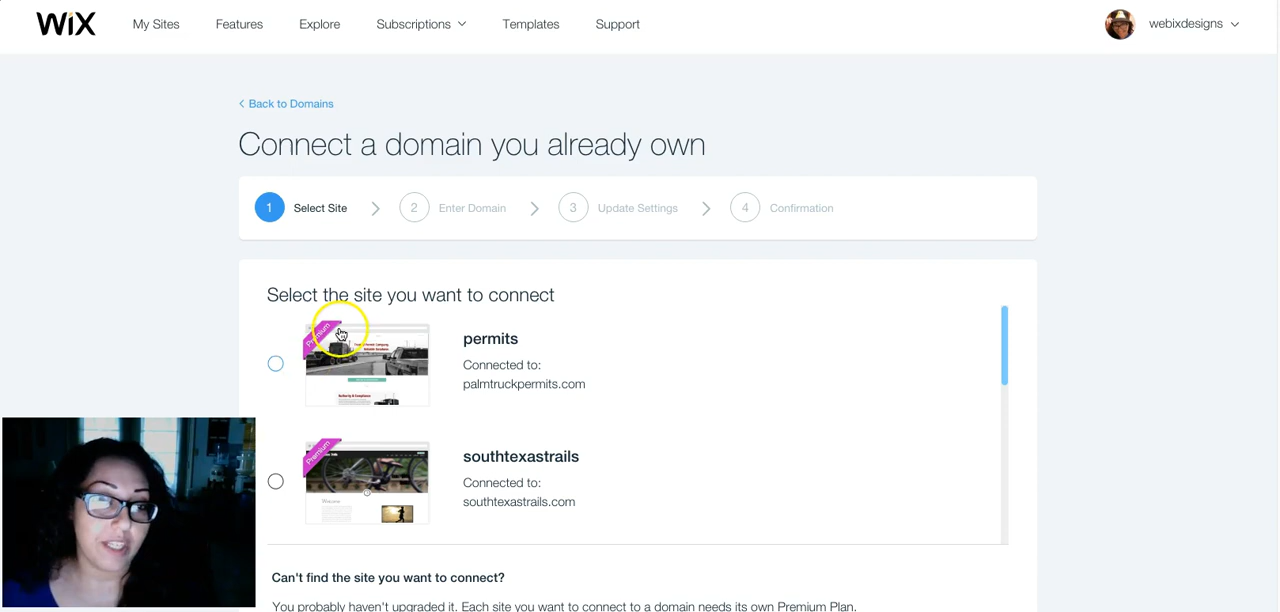 WiX
My Sites
Features
Explore
Subscriptions
Templates
Support
webixdesigns
< Back to Domains
Connect a domain you already own
1 Select Site > 2 Enter Domain > 3 Update Settings > 4 Confirmation
Select the site you want to connect
Premium
permits
Connected to:
palmtruckpermits.com
Premium
southtexastrails
Connected to:
southtexastrails.com
Can't find the site you want to connect?
You probably haven't upgraded it. Each site you want to connect to a domain needs its own Premium Plan.